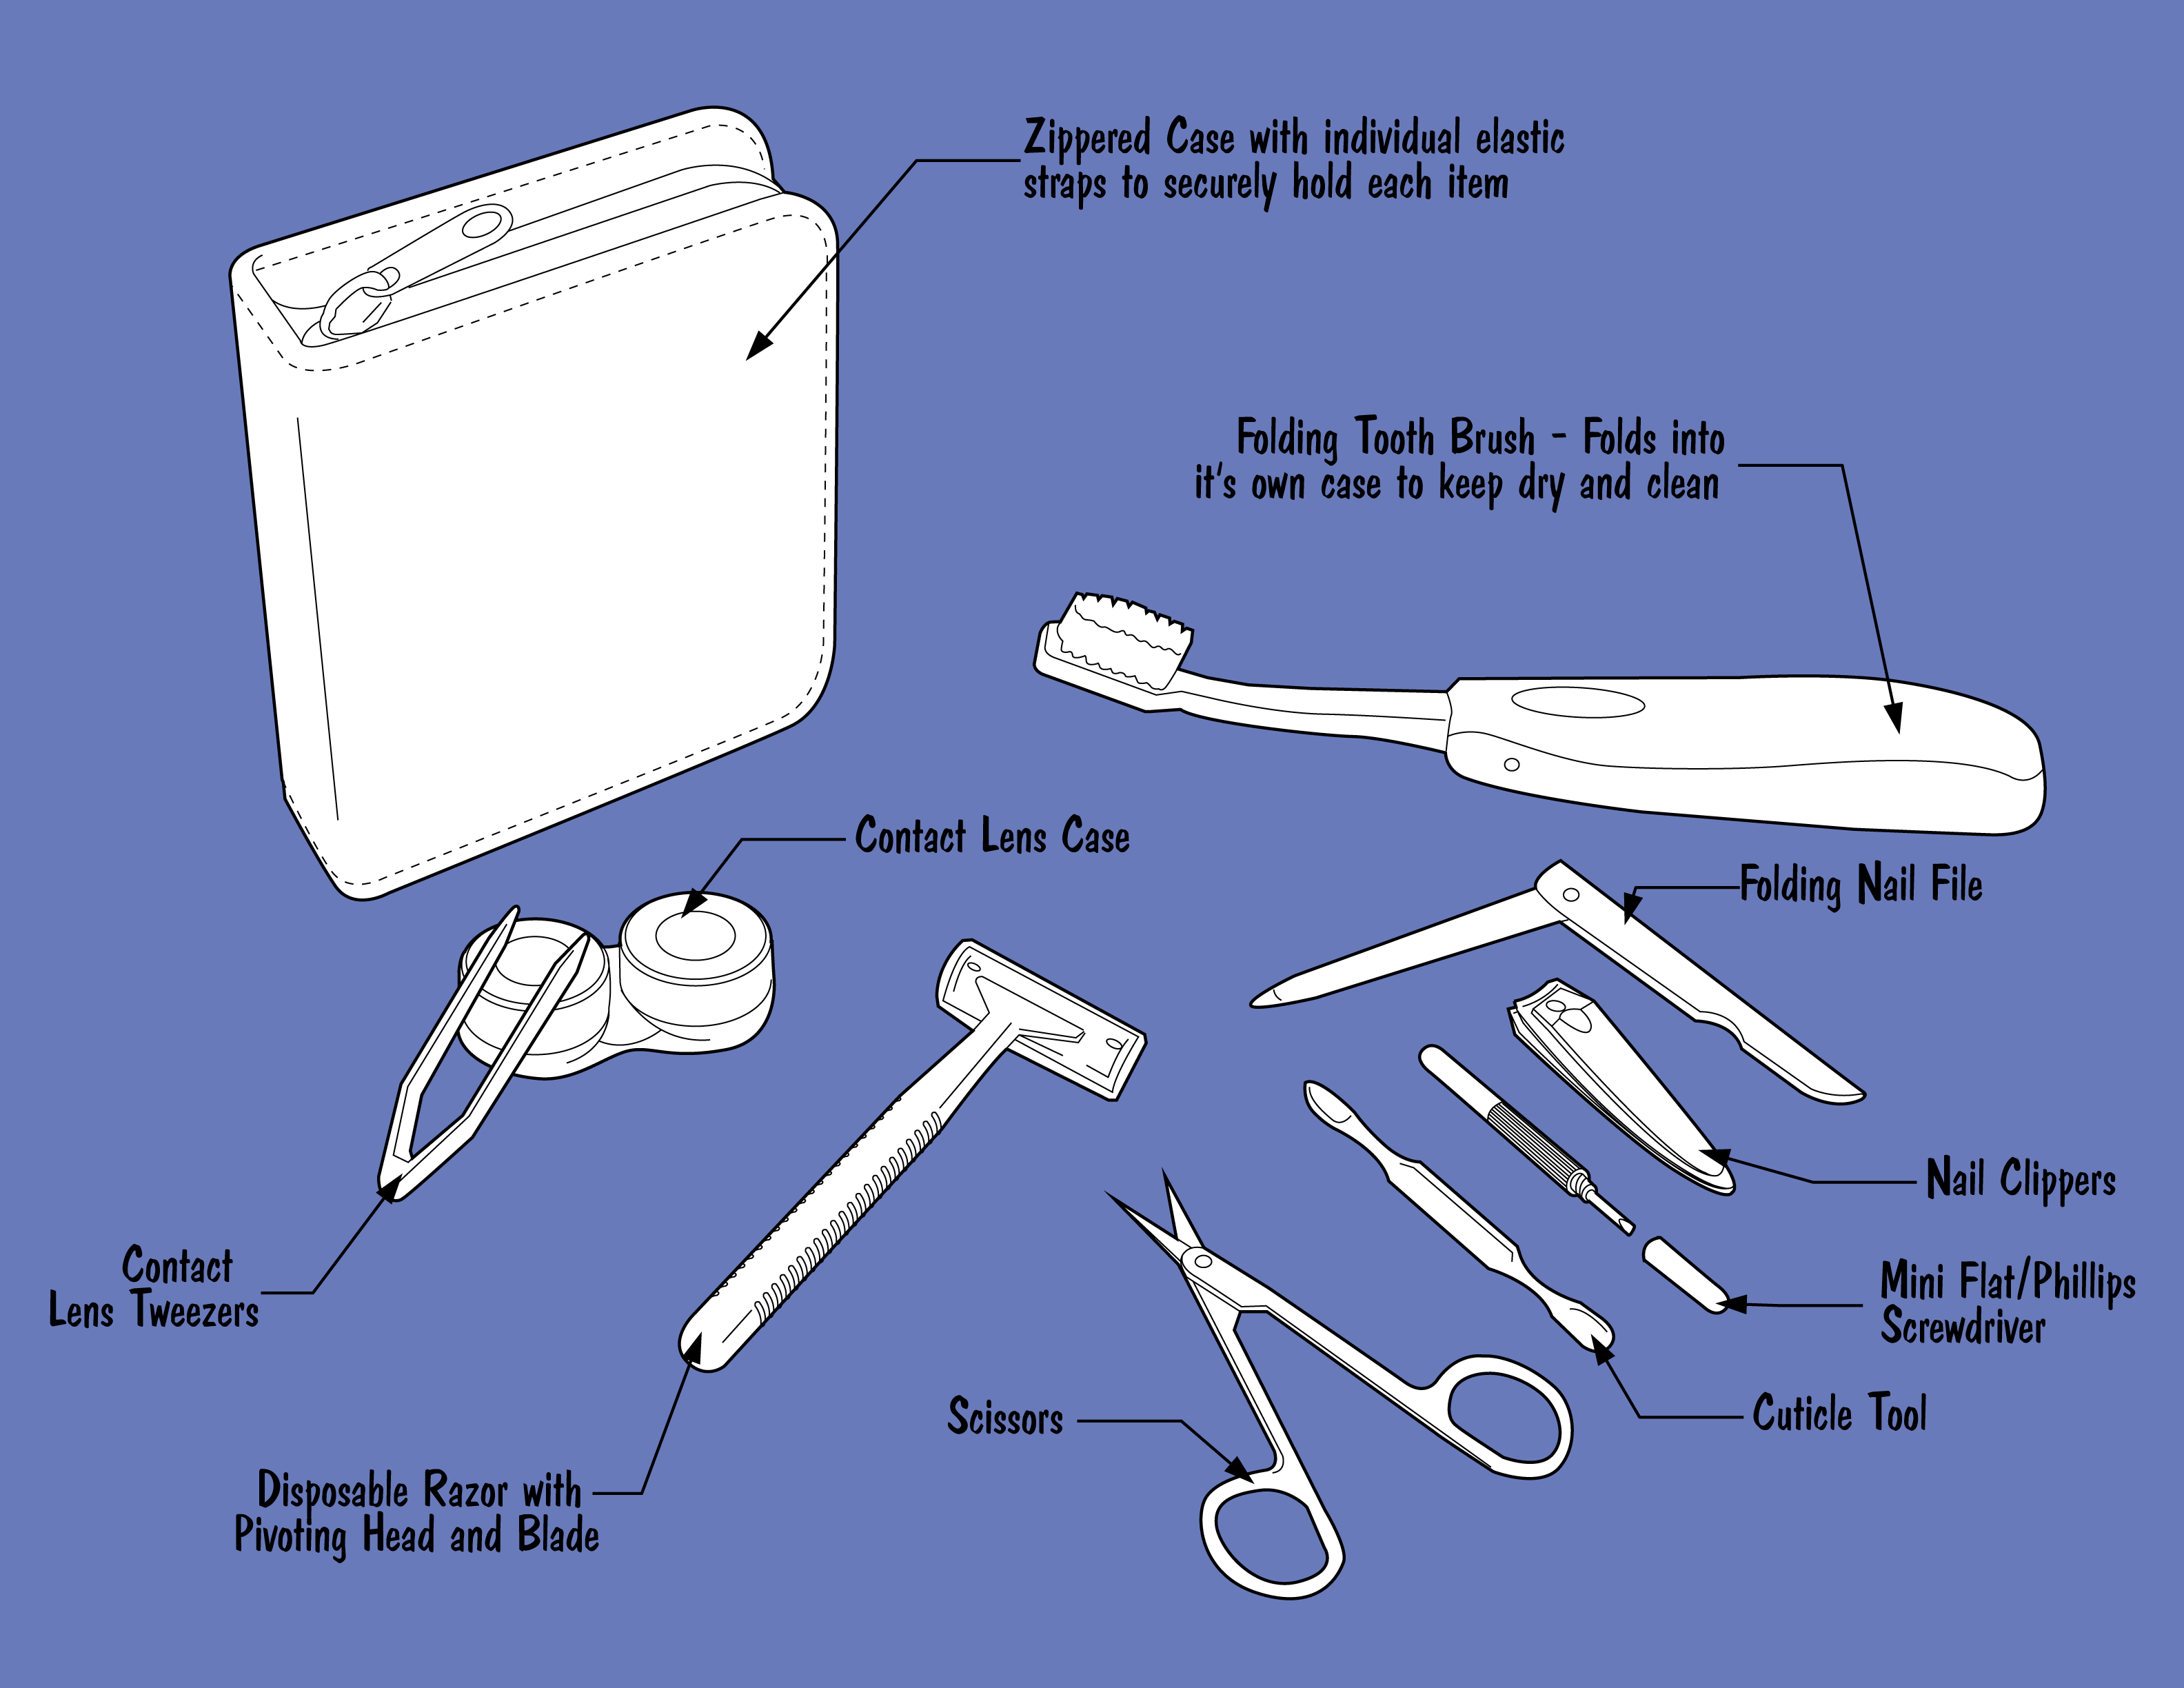 Zippered Case with individual elastic
straps to securely hold each item
Folding Tooth Brush - Folds into
it's own case to keep dry and clean
Contact Lens Case
Folding Nail File
Nail Clippers
Contact
Lens Tweezers
Mini Flat/Phillips
Screwdriver
Scissors
Cuticle Tool
Disposable Razor with
Pivoting Head and Blade